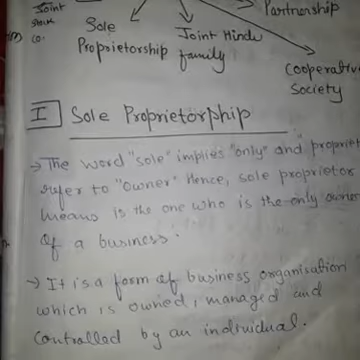 Partnership
Joint
Stock
Co.
Sole
Proprietorship
Joint Hindu
family
Cooperative
Society
I Sole Proprietorphip
→ The word "sole" implies "only" and propriet
refer to "owner" Hence, sole proprietor
means is the one who is the only owner
of a business.
→ It is a form of business organisation
which is owned, managed and
controlled by an individual.